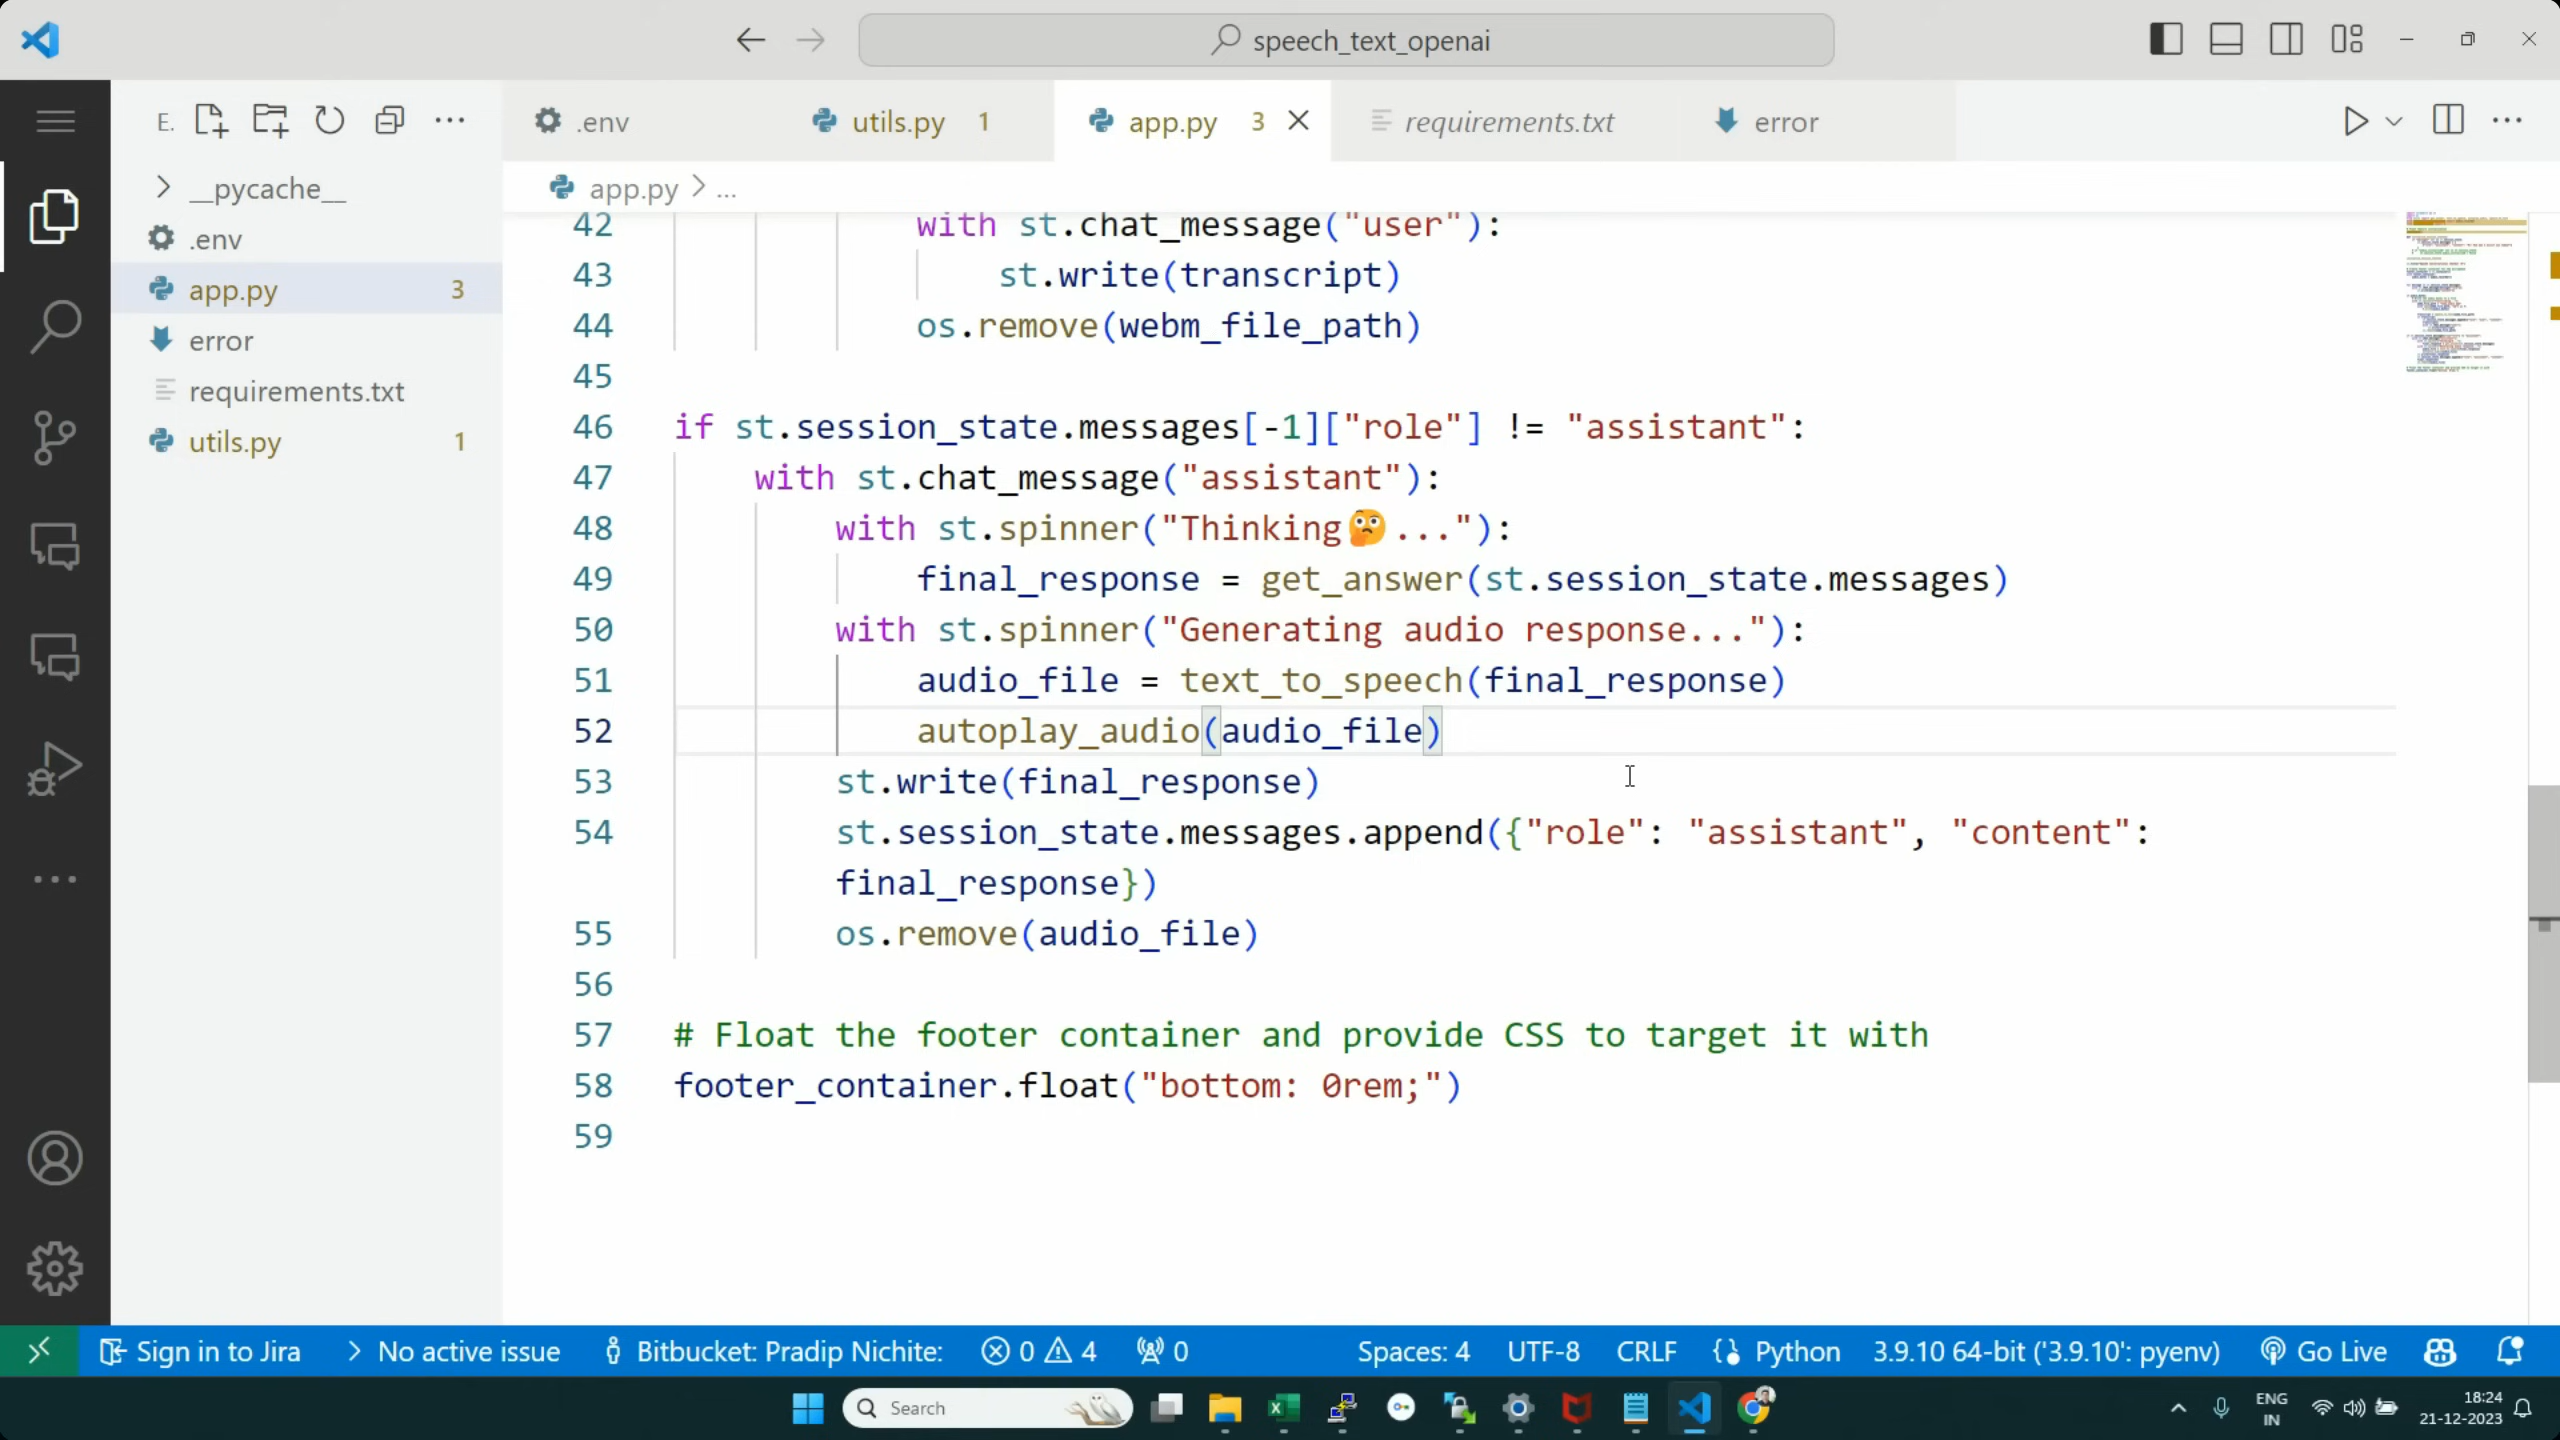 speech_text_openai
E.
.env
utils.py 1
app.py 3
requirements.txt
error
__pycache__
.env
app.py 3
error
requirements.txt
utils.py 1
app.py > ...
42 with st.chat_message("user"):
43 st.write(transcript)
44 os.remove(webm_file_path)
45
46 if st.session_state.messages[-1]["role"] != "assistant":
47 with st.chat_message("assistant"):
48 with st.spinner("Thinking🤔..."):
49 final_response = get_answer(st.session_state.messages)
50 with st.spinner("Generating audio response..."):
51 audio_file = text_to_speech(final_response)
52 autoplay_audio(audio_file)
53 st.write(final_response)
54 st.session_state.messages.append({"role": "assistant", "content":
final_response})
55 os.remove(audio_file)
56
57 # Float the footer container and provide CSS to target it with
58 footer_container.float("bottom: 0rem;")
59
Sign in to Jira
No active issue
Bitbucket: Pradip Nichite:
0 4
0
Spaces: 4
UTF-8
CRLF
Python
3.9.10 64-bit ('3.9.10': pyenv)
Go Live
Search
ENG
IN
18:24
21-12-2023